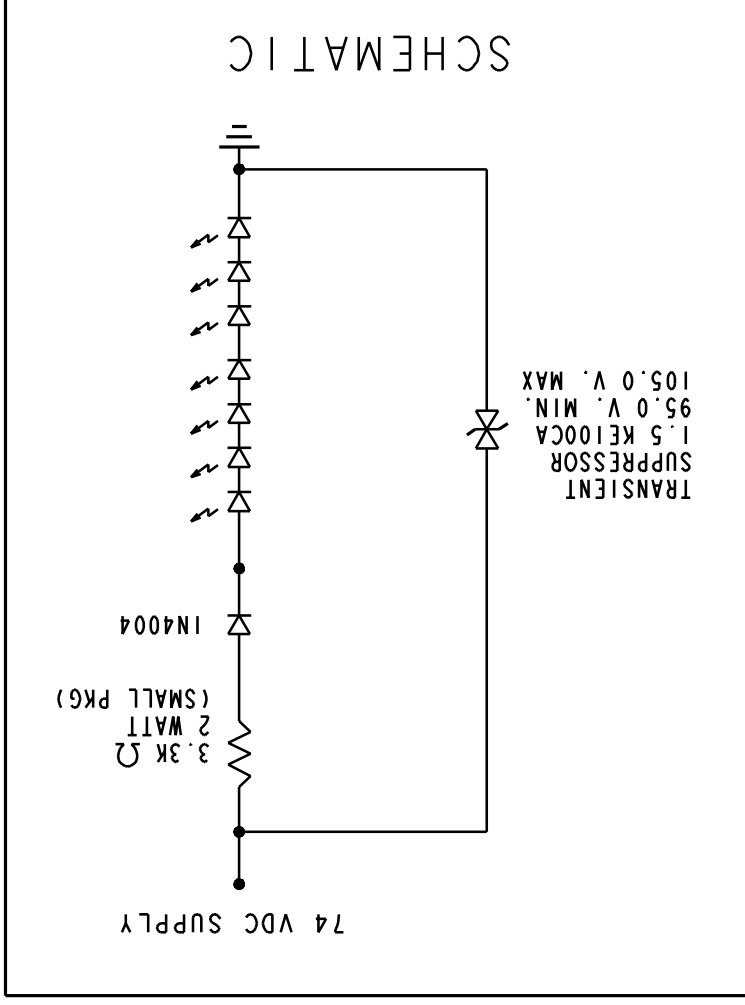 74 VDC SUPPLY
3.3K Ω
2 WATT
(SMALL PKG)
1N4004
TRANSIENT
SUPPRESSOR
1.5 KE100CA
95.0 V. MIN.
105.0 V. MAX
SCHEMATIC